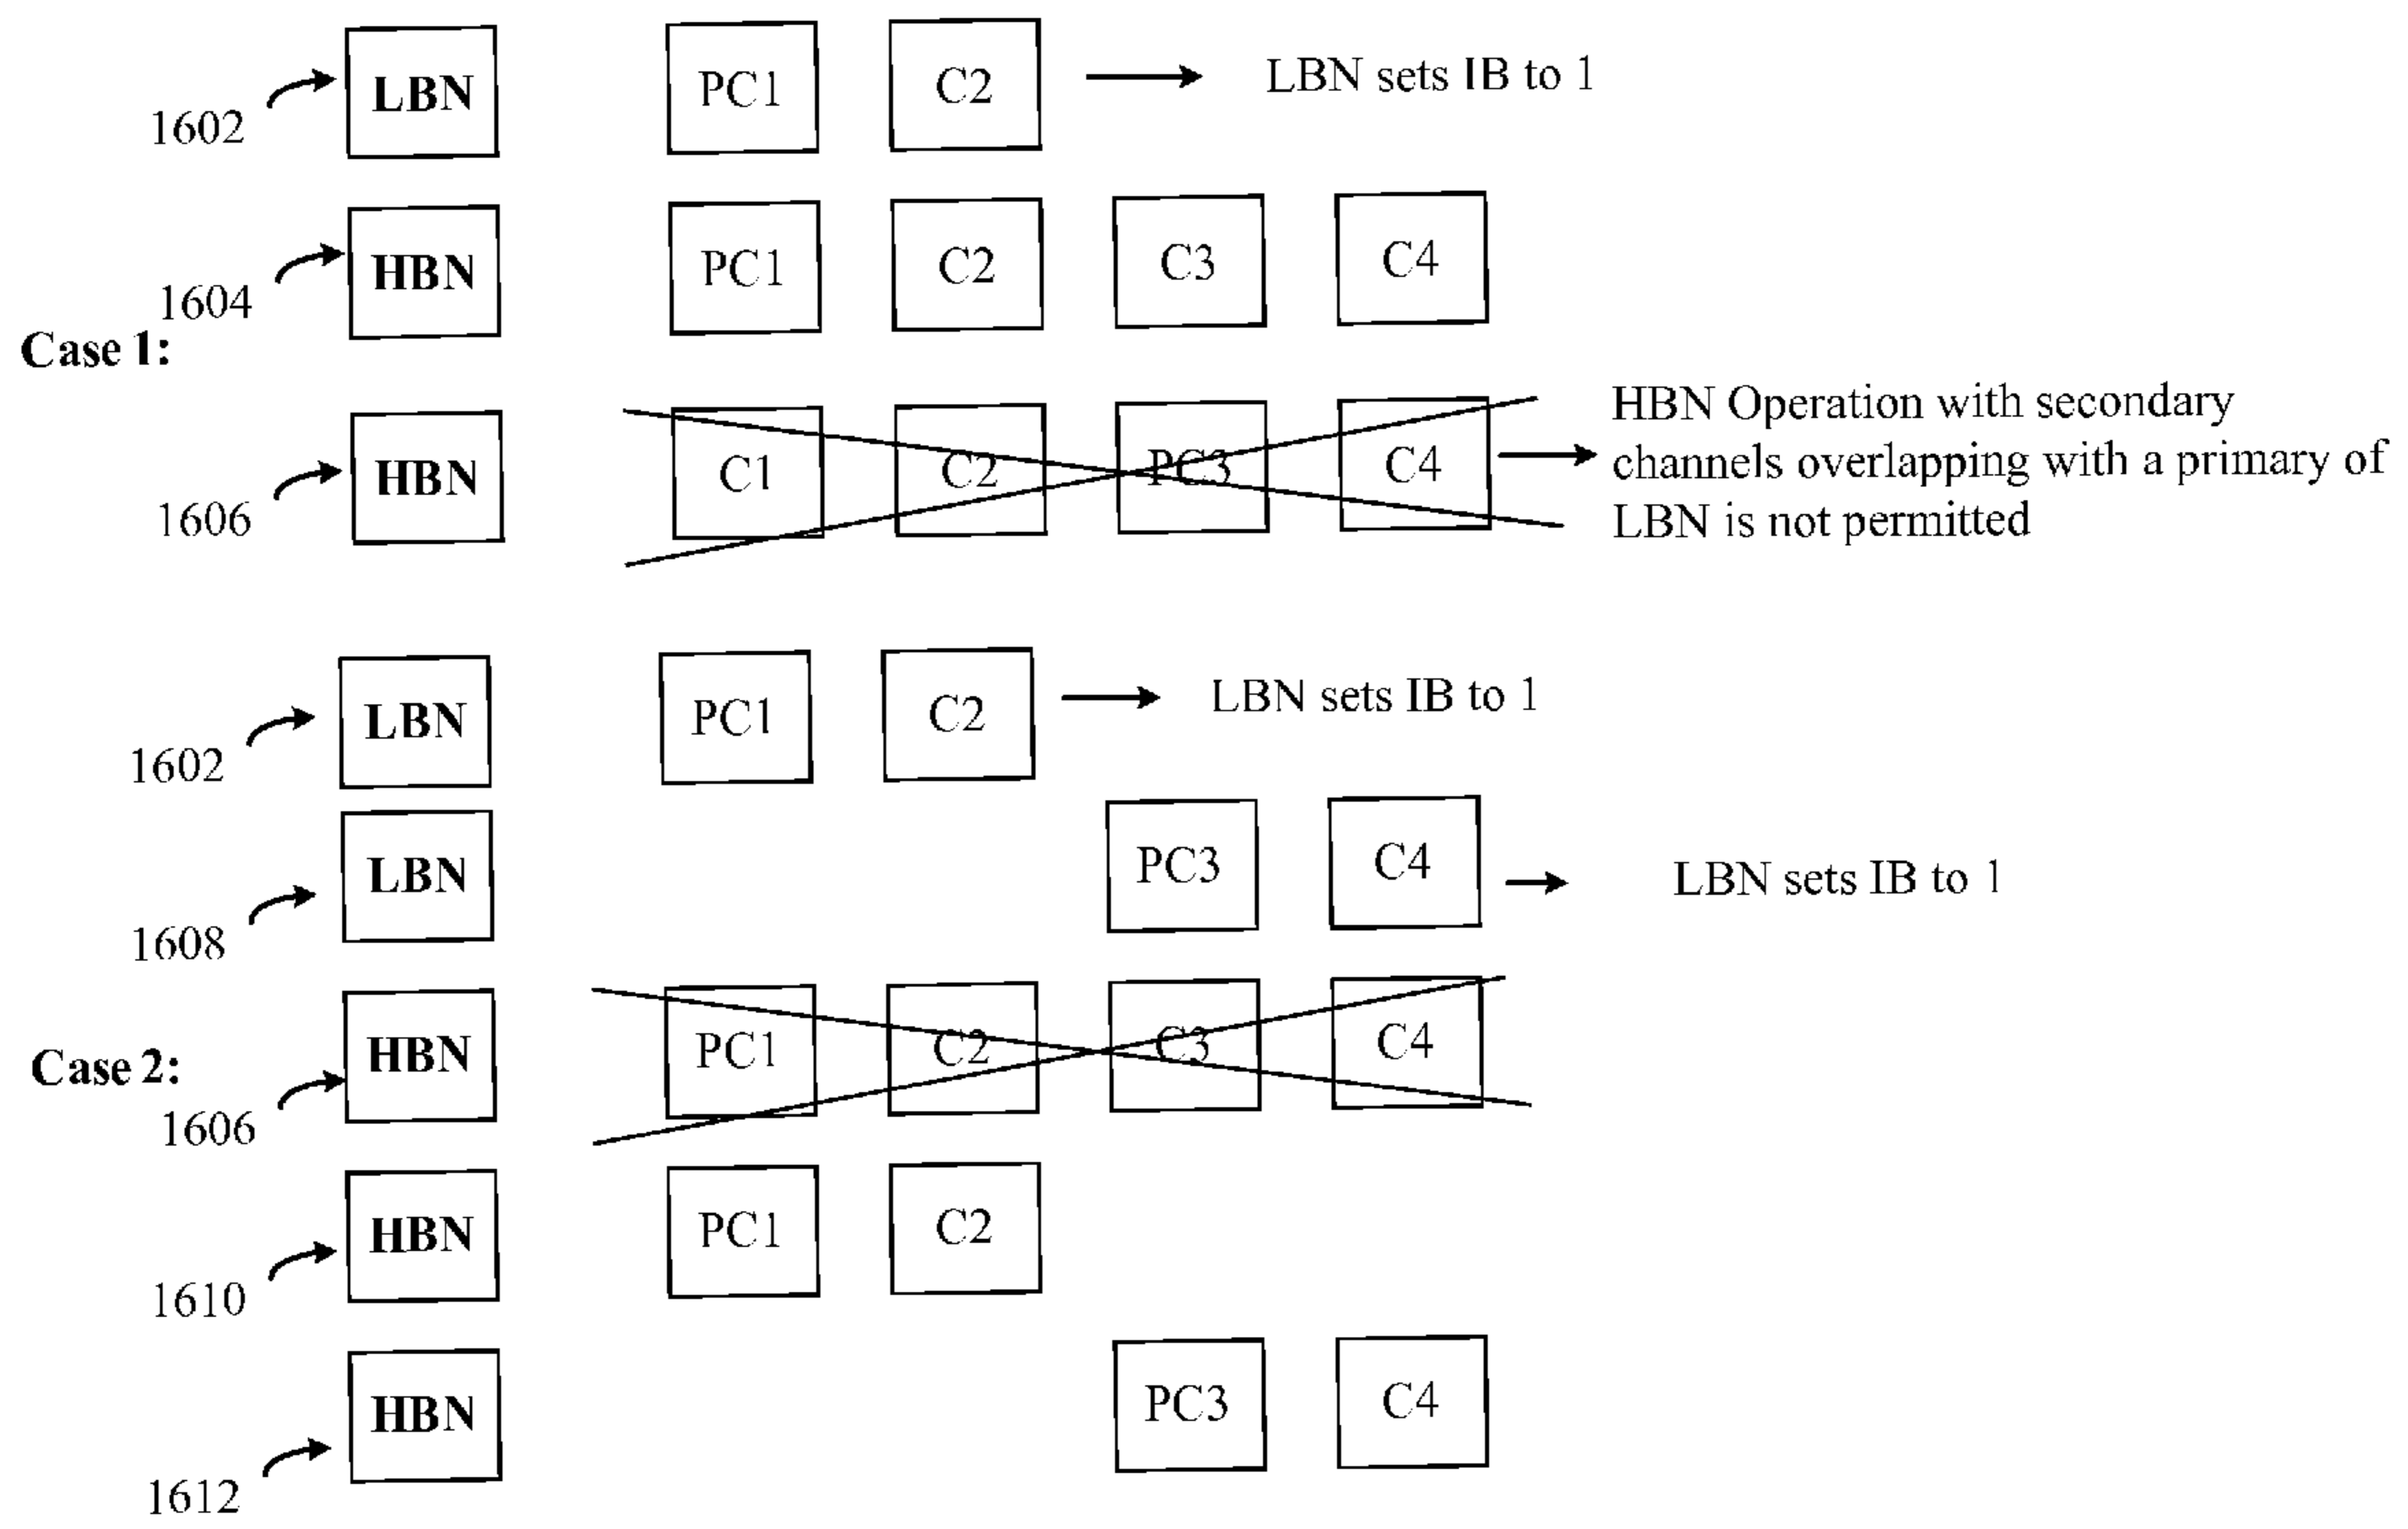 LBN PC1 C2 LBN sets IB to 1
1602
HBN PC1 C2 C3 C4
1604
Case 1:
HBN C1 C2 PC3 C4 HBN Operation with secondary
channels overlapping with a primary of
LBN is not permitted
1606
LBN PC1 C2 LBN sets IB to 1
1602
LBN PC3 C4 LBN sets IB to 1
1608
HBN PC1 C2 C3 C4
Case 2:
1606
HBN PC1 C2
1610
HBN PC3 C4
1612